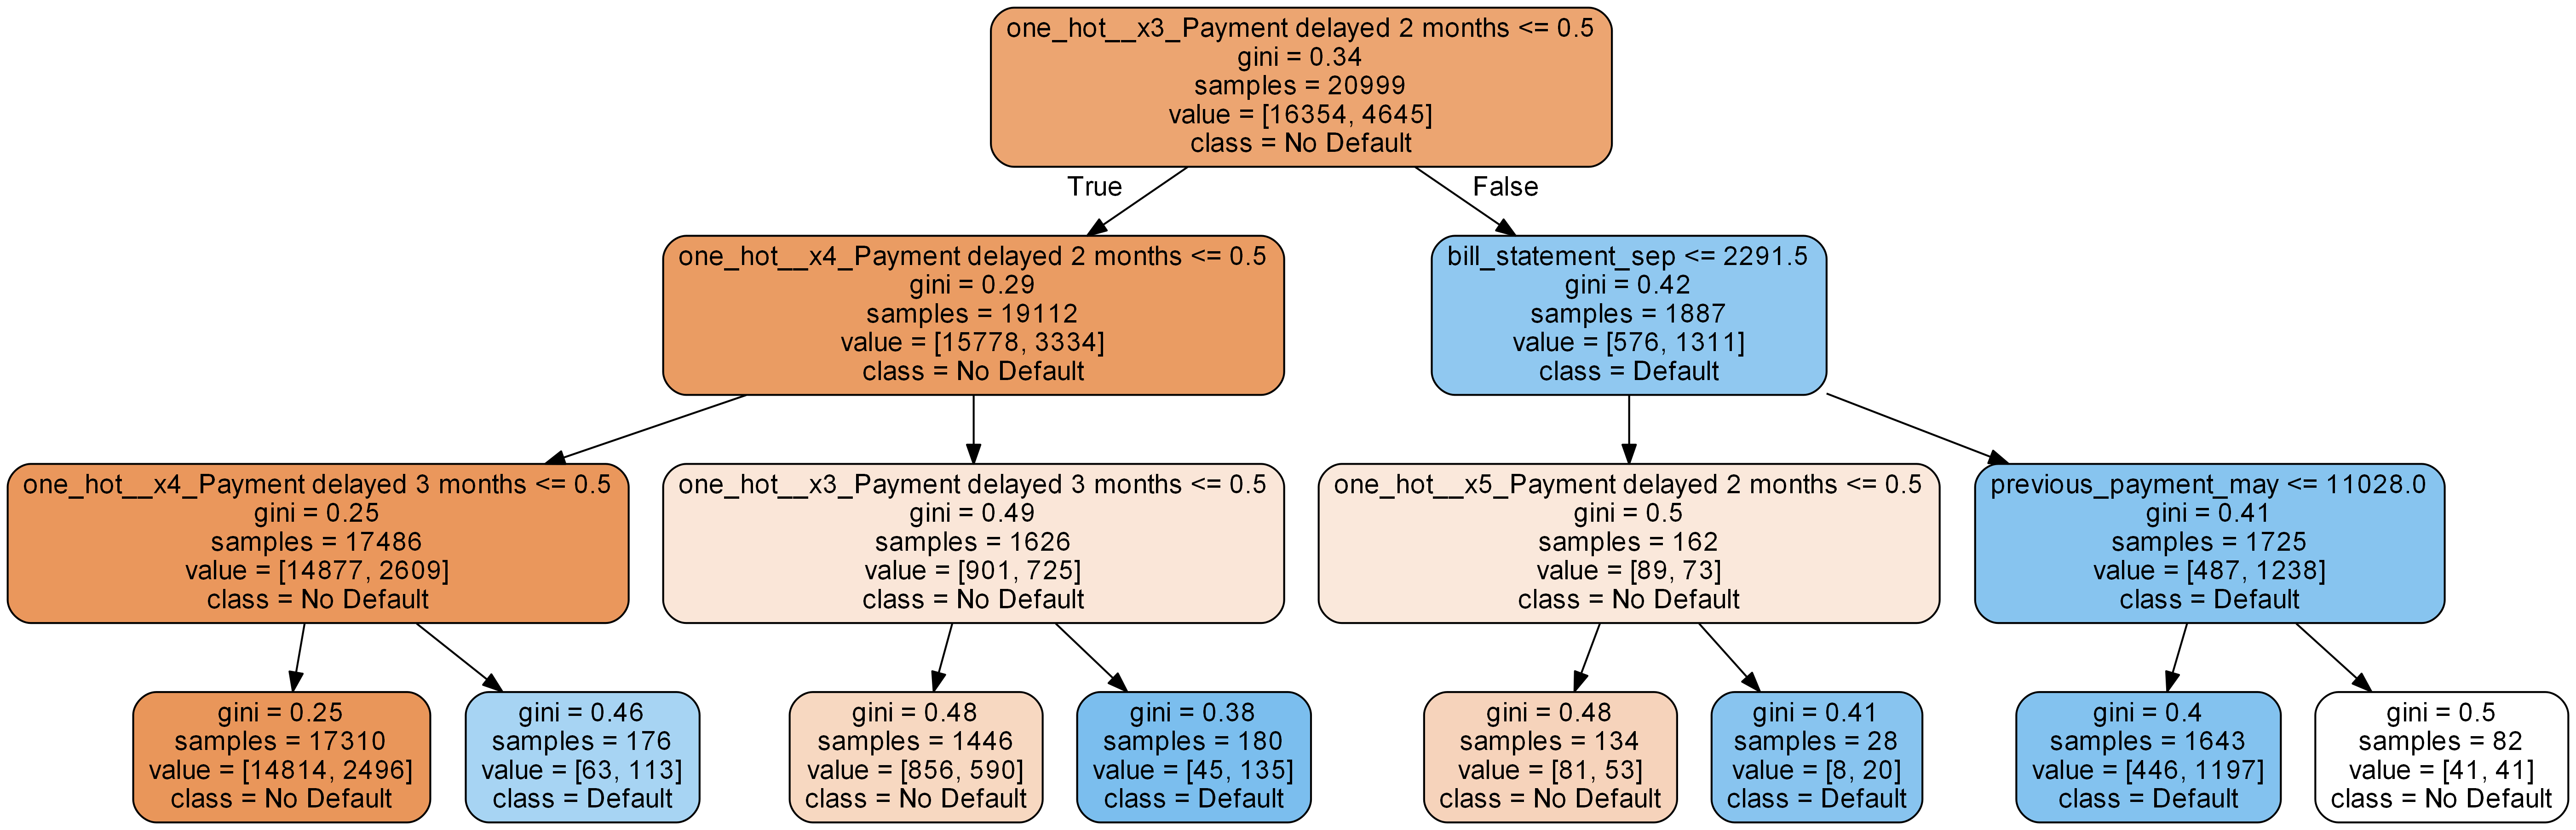 one_hot__x3_Payment delayed 2 months <= 0.5
gini = 0.34
samples = 20999
value = [16354, 4645]
class = No Default
True
False
one_hot__x4_Payment delayed 2 months <= 0.5
gini = 0.29
samples = 19112
value = [15778, 3334]
class = No Default
bill_statement_sep <= 2291.5
gini = 0.42
samples = 1887
value = [576, 1311]
class = Default
one_hot__x4_Payment delayed 3 months <= 0.5
gini = 0.25
samples = 17486
value = [14877, 2609]
class = No Default
one_hot__x3_Payment delayed 3 months <= 0.5
gini = 0.49
samples = 1626
value = [901, 725]
class = No Default
one_hot__x5_Payment delayed 2 months <= 0.5
gini = 0.5
samples = 162
value = [89, 73]
class = No Default
previous_payment_may <= 11028.0
gini = 0.41
samples = 1725
value = [487, 1238]
class = Default
gini = 0.25
samples = 17310
value = [14814, 2496]
class = No Default
gini = 0.46
samples = 176
value = [63, 113]
class = Default
gini = 0.48
samples = 1446
value = [856, 590]
class = No Default
gini = 0.38
samples = 180
value = [45, 135]
class = Default
gini = 0.48
samples = 134
value = [81, 53]
class = No Default
gini = 0.41
samples = 28
value = [8, 20]
class = Default
gini = 0.4
samples = 1643
value = [446, 1197]
class = Default
gini = 0.5
samples = 82
value = [41, 41]
class = No Default